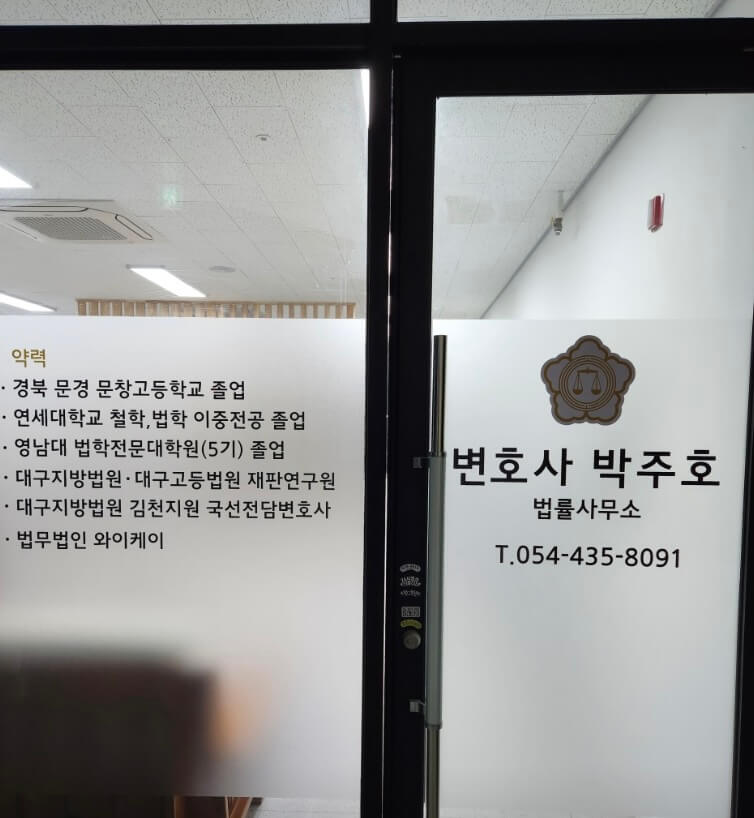 약력
· 경북 문경 문창고등학교 졸업
· 연세대학교 철학,법학 이중전공 졸업
· 영남대 법학전문대학원(5기) 졸업
· 대구지방법원·대구고등법원 재판연구원
· 대구지방법원 김천지원 국선전담변호사
· 법무법인 와이케이
변호사 박주호
법률사무소
T.054-435-8091